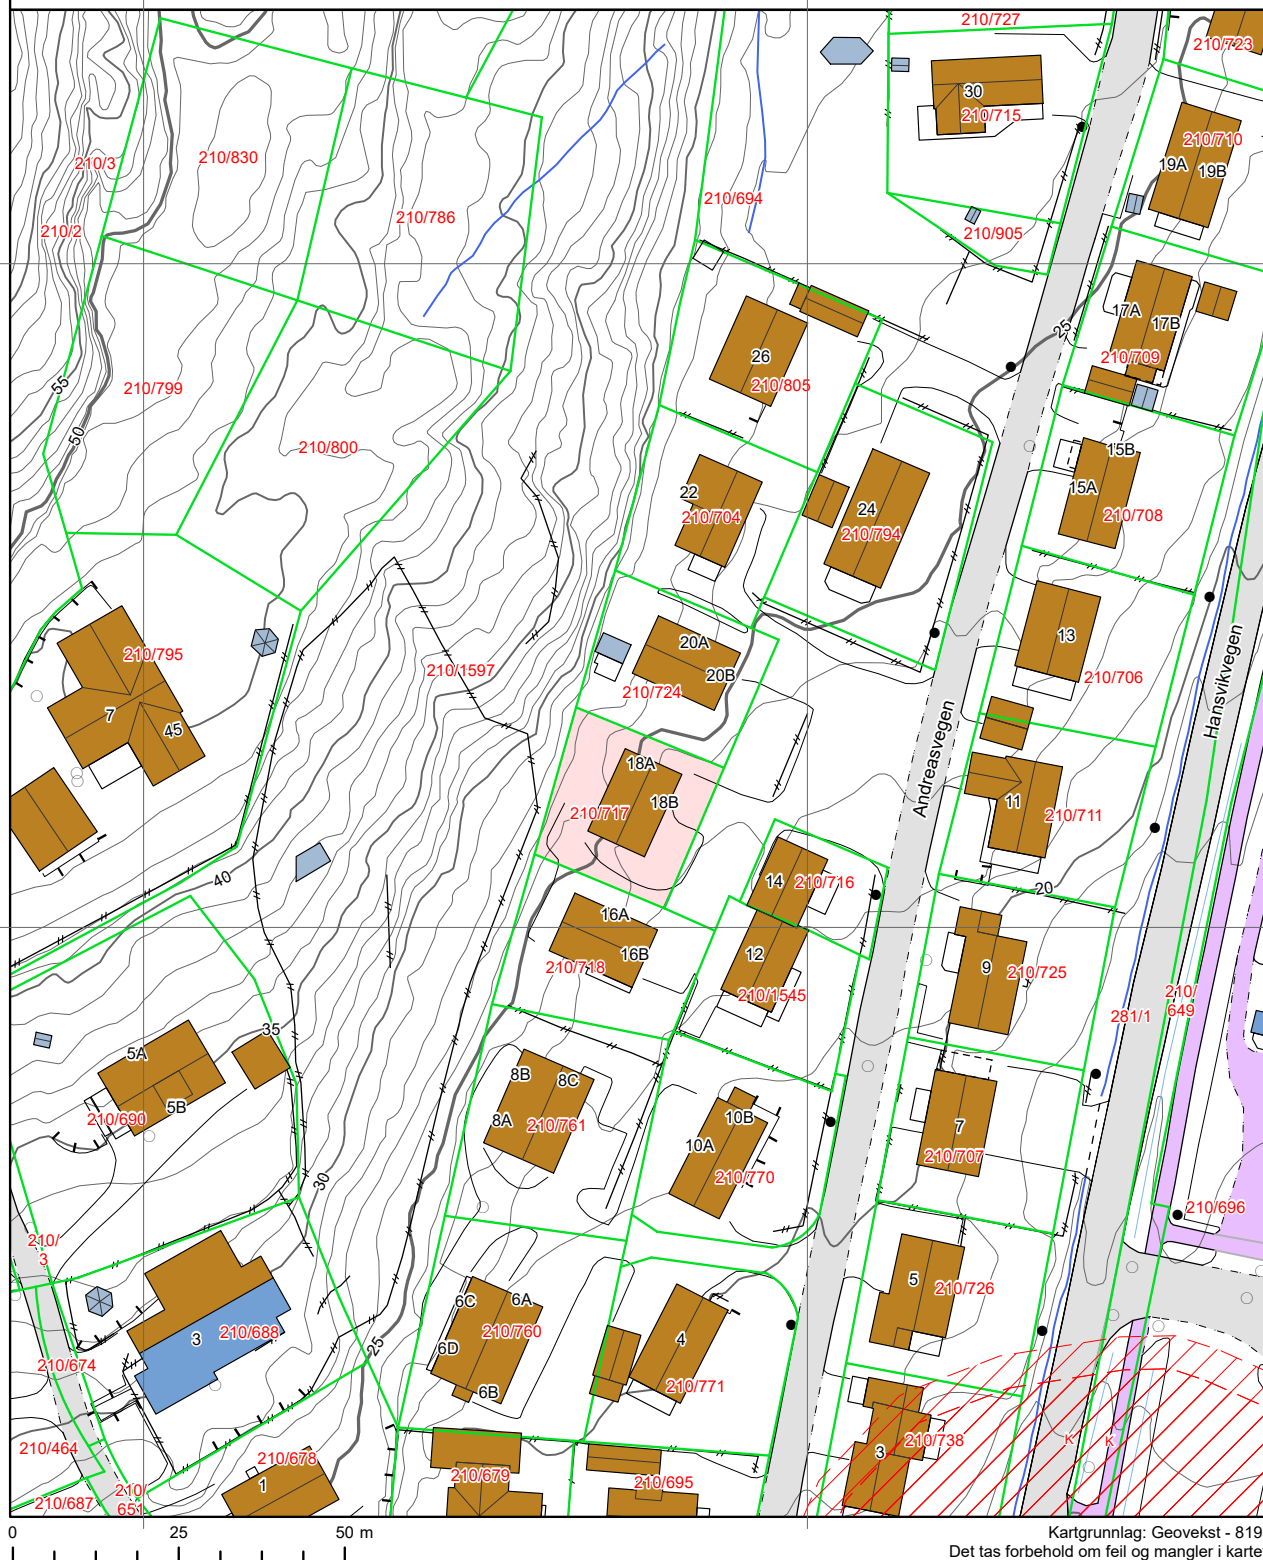 210/727
210/723
30
210/715
210/710
19A
19B
210/830
210/3
210/786
210/694
210/2
210/905
17A
17B
25
26
210/709
210/805
55
210/799
50
210/800
15B
22
15A
24
210/704
210/708
210/794
13
20A
210/795
210/1597
20B
210/706
210/724
Hansvikvegen
7
45
18A
Andreasvegen
18B
11
210/717
210/711
14
210/716
40
20
16A
16B
12
9
210/718
210/725
210/1545
210/
649
281/1
35
5A
8B
8C
5B
210/690
8A
210/761
10B
10A
7
210/707
210/770
30
210/696
210/
3
5
210/726
6C
6A
3
210/688
210/760
4
6D
25
210/674
6B
210/771
210/464
210/738
K
K
3
210/678
210/679
210/695
1
210/687
210/
651
0
25
50 m
Kartgrunnlag: Geovekst - 819
Det tas forbehold om feil og mangler i karte